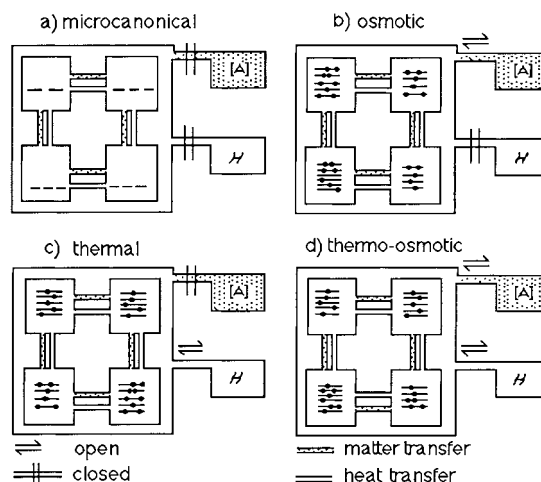 a) microcanonical
b) osmotic
[A]
[A]
H
H
c) thermal
d) thermo-osmotic
[A]
[A]
H
H
open
matter transfer
closed
heat transfer